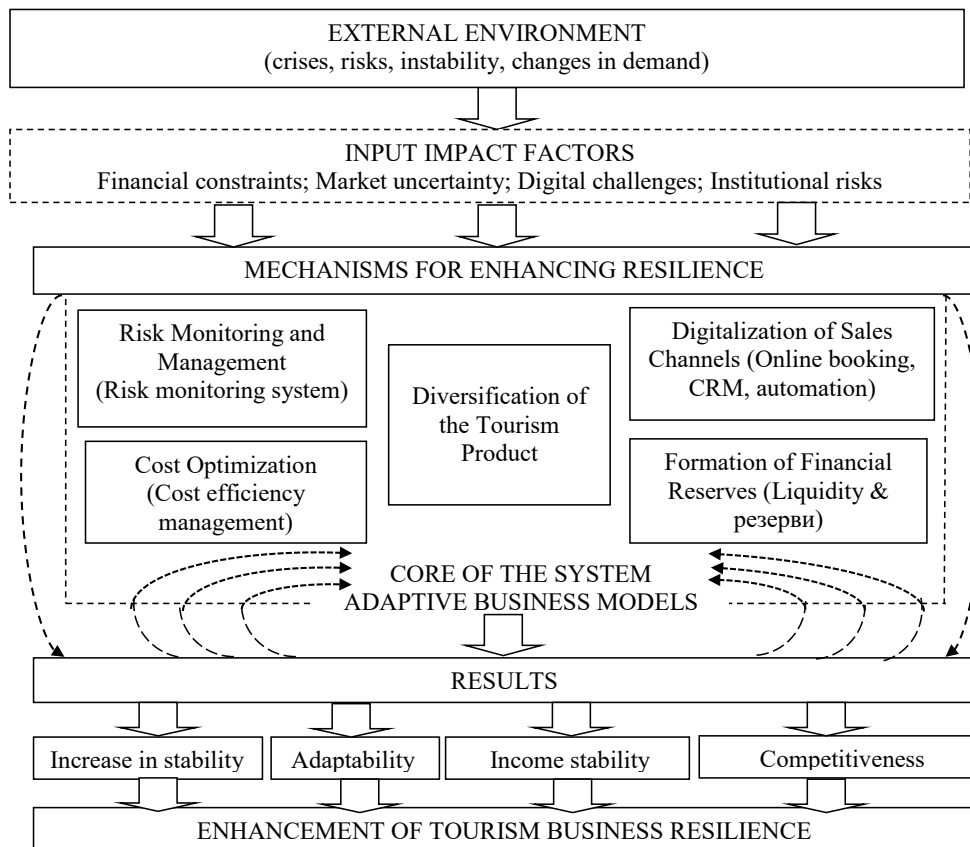 EXTERNAL ENVIRONMENT
(crises, risks, instability, changes in demand)
INPUT IMPACT FACTORS
Financial constraints; Market uncertainty; Digital challenges; Institutional risks
MECHANISMS FOR ENHANCING RESILIENCE
Risk Monitoring and
Management
(Risk monitoring system)
Cost Optimization
(Cost efficiency
management)
Diversification of
the Tourism
Product
Digitalization of Sales
Channels (Online booking,
CRM, automation)
Formation of Financial
Reserves (Liquidity &
резерви)
CORE OF THE SYSTEM
ADAPTIVE BUSINESS MODELS
RESULTS
Increase in stability
Adaptability
Income stability
Competitiveness
ENHANCEMENT OF TOURISM BUSINESS RESILIENCE